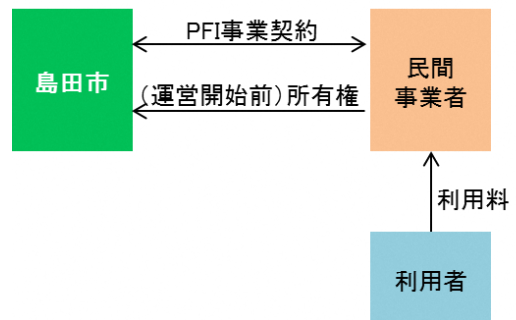 PFI事業契約
島田市
民間
事業者
(運営開始前)所有権
利用料
利用者